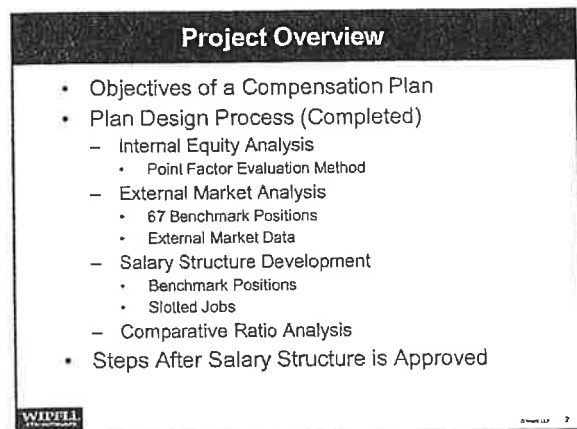 Project Overview
• Objectives of a Compensation Plan
• Plan Design Process (Completed)
– Internal Equity Analysis
• Point Factor Evaluation Method
– External Market Analysis
• 67 Benchmark Positions
• External Market Data
– Salary Structure Development
• Benchmark Positions
• Slotted Jobs
– Comparative Ratio Analysis
• Steps After Salary Structure is Approved
WIPFLI
2